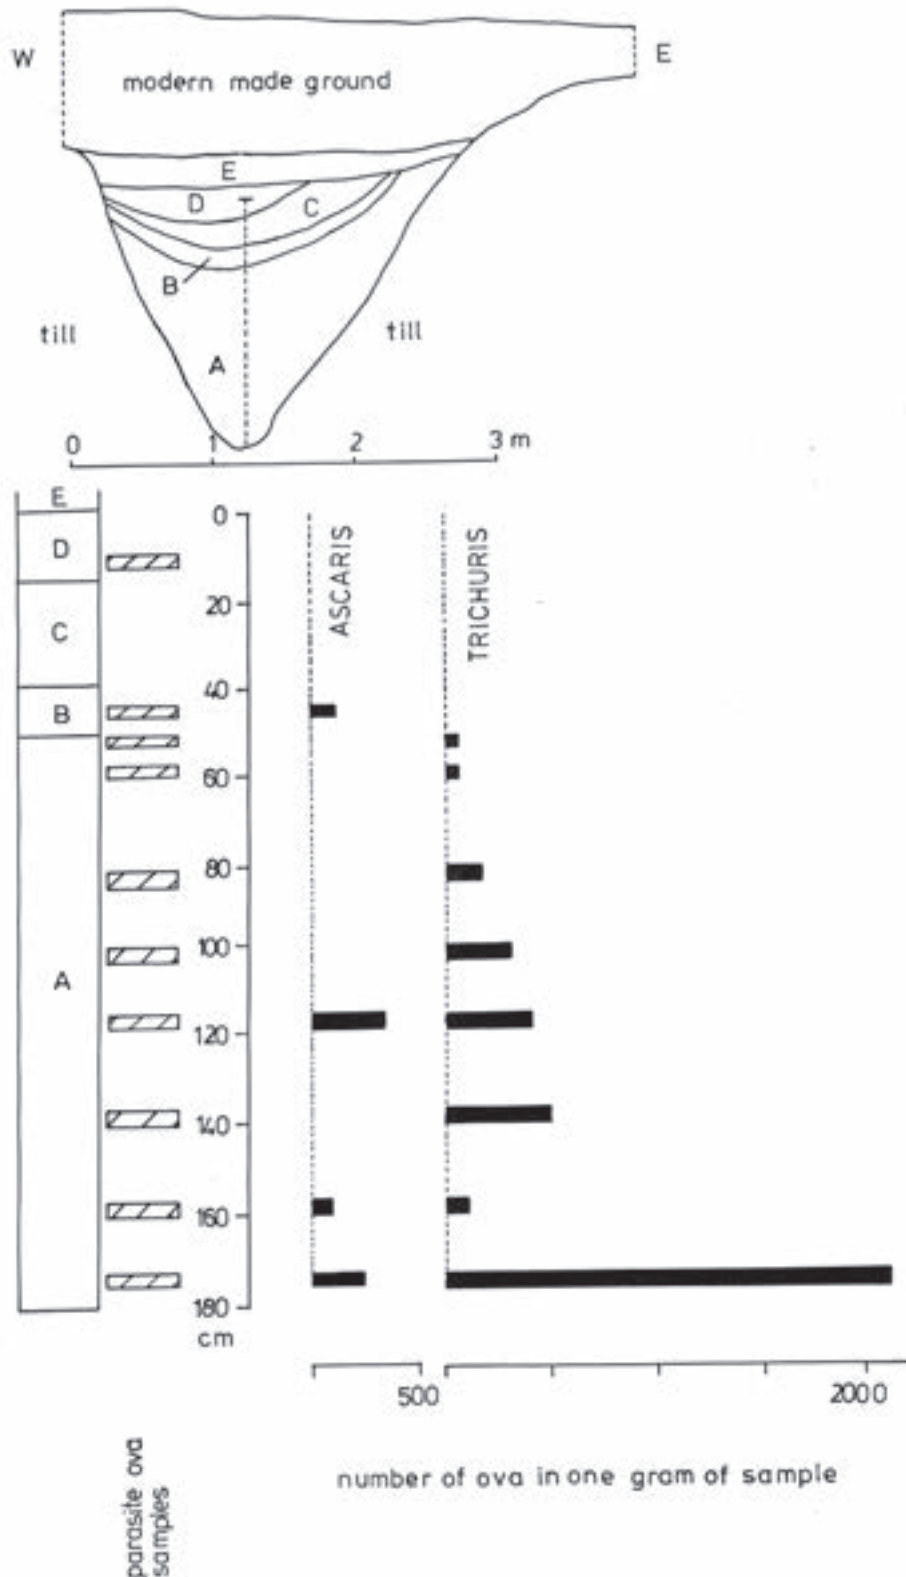 W
E
modern made ground
E
D
C
B
till
till
A
0 1 2 3 m
E
D
C
B
A
0
20
40
60
80
100
120
140
160
180
cm
ASCARIS
TRICHURIS
500
2000
number of ova in one gram of sample
parasite ova
samples